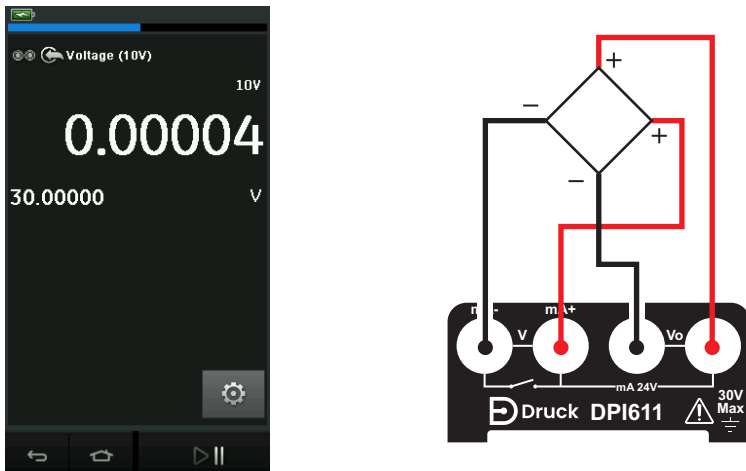 Voltage (10V)
10V
0.00004
30.00000 V
+
−
+
−
mA+
V
Vo
mA 24V
Druck DPI611
30V
Max